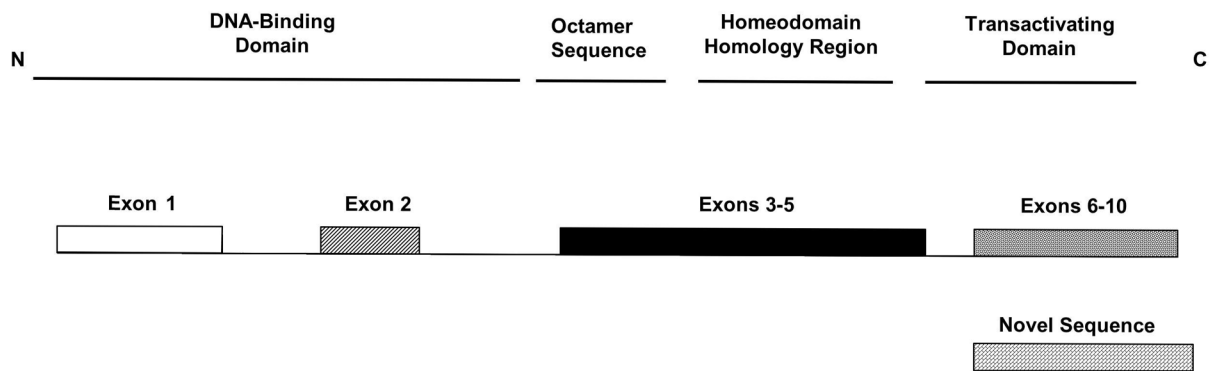 DNA-Binding
Domain
Octamer
Sequence
Homeodomain
Homology Region
Transactivating
Domain
N
C
Exon 1
Exon 2
Exons 3-5
Exons 6-10
Novel Sequence